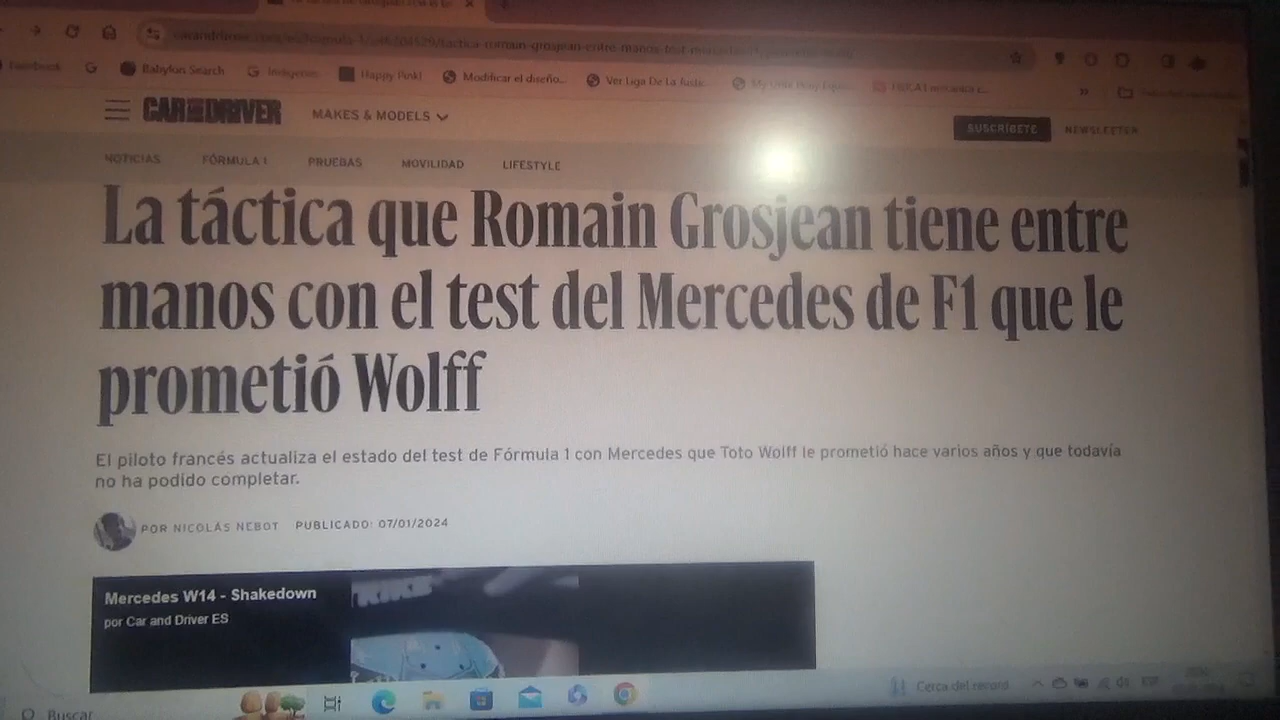 Facebook
Babylon Search
Imágenes
Happy Pink!
Modificar el diseño...
Ver Liga De La Justic...
CAR AND DRIVER
MAKES & MODELS
SUSCRÍBETE
NEWSLETTER
NOTICIAS
FÓRMULA 1
PRUEBAS
MOVILIDAD
LIFESTYLE
La táctica que Romain Grosjean tiene entre
manos con el test del Mercedes de F1 que le
prometió Wolff
El piloto francés actualiza el estado del test de Fórmula 1 con Mercedes que Toto Wolff le prometió hace varios años y que todavía
no ha podido completar.
POR NICOLÁS NEBOT PUBLICADO: 07/01/2024
Mercedes W14 - Shakedown
por Car and Driver ES
Buscar
Cerca del record
ESP